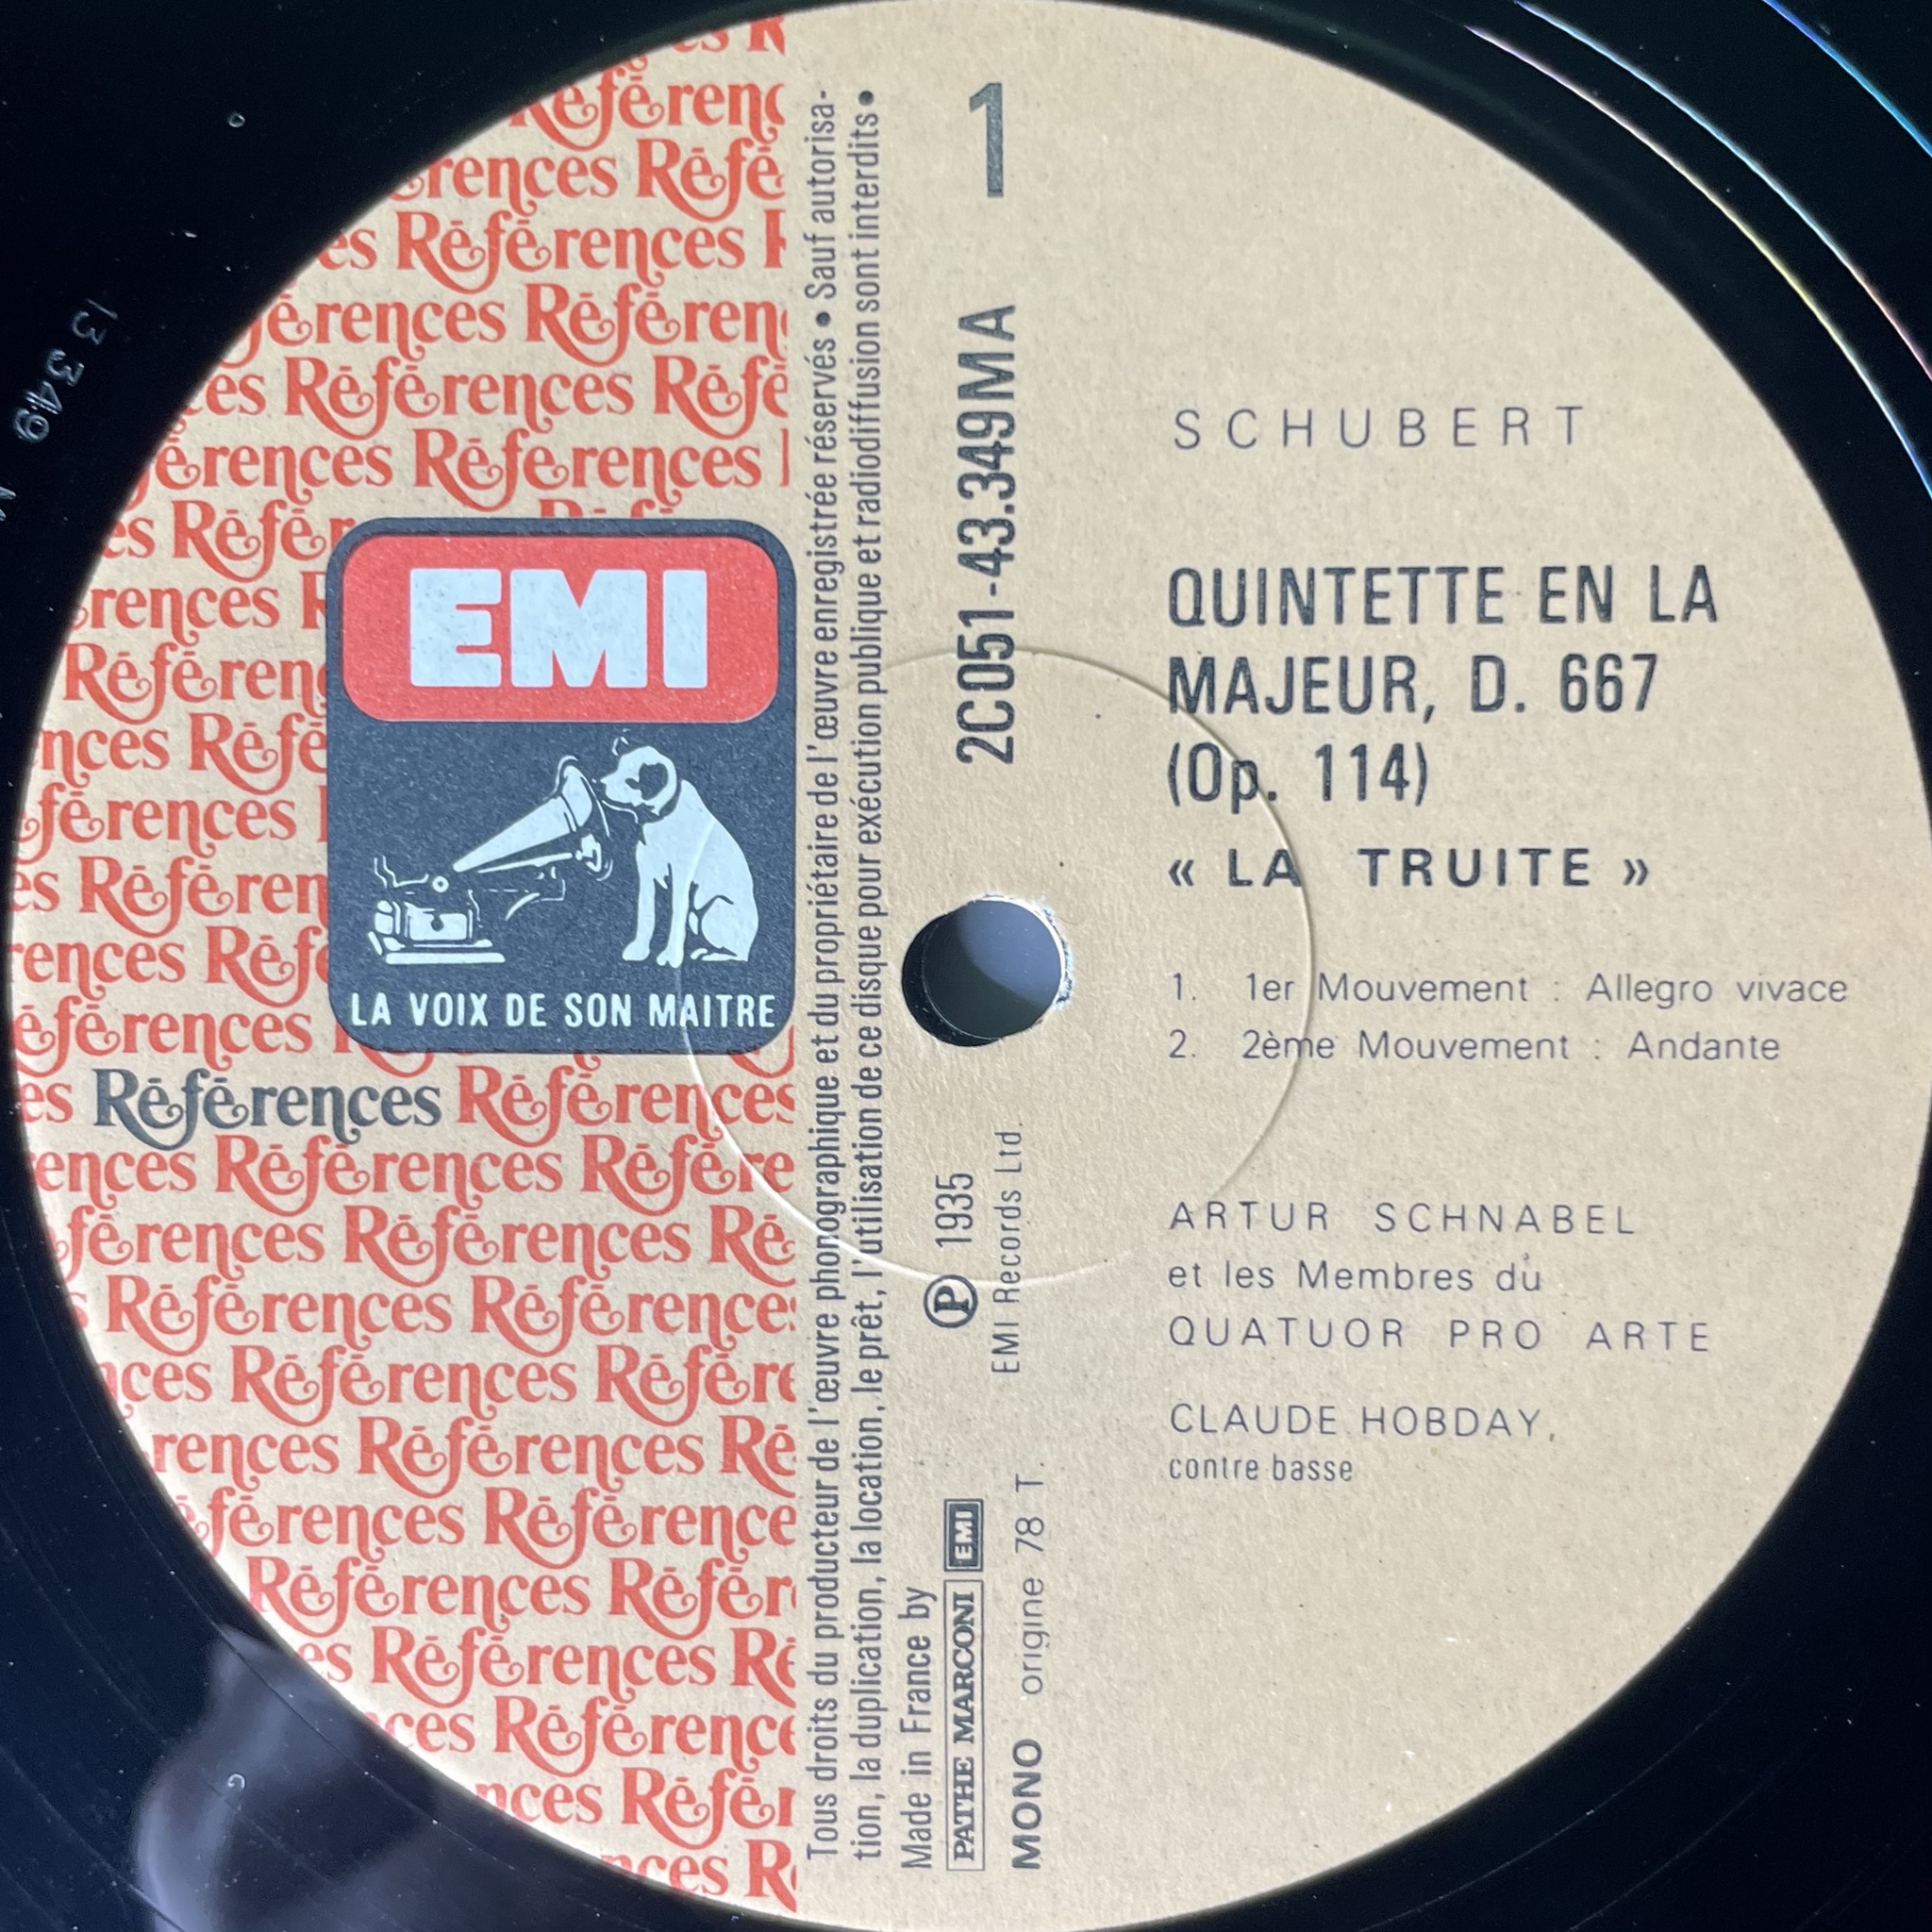 Références
EMI
LA VOIX DE SON MAITRE
Tous droits du producteur de l'œuvre phonographique et du propriétaire de l'œuvre enregistrée réservés • Sauf autorisa-
tion, la duplication, la location, le prêt, l'utilisation de ce disque pour exécution publique et radiodiffusion sont interdits •
Made in France by
PATHE MARCONI EMI
MONO origine 78 T.
℗ 1935
EMI Records Ltd.
2C051-43.349MA
1
SCHUBERT
QUINTETTE EN LA
MAJEUR, D. 667
(Op. 114)
« LA TRUITE »
1. 1er Mouvement : Allegro vivace
2. 2ème Mouvement : Andante
ARTUR SCHNABEL
et les Membres du
QUATUOR PRO ARTE
CLAUDE HOBDAY,
contre basse
13349
G